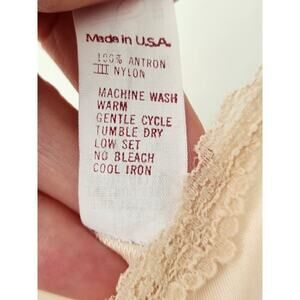 Made in U.S.A.
100% ANTRON
III NYLON
MACHINE WASH
WARM
GENTLE CYCLE
TUMBLE DRY
LOW SET
NO BLEACH
COOL IRON